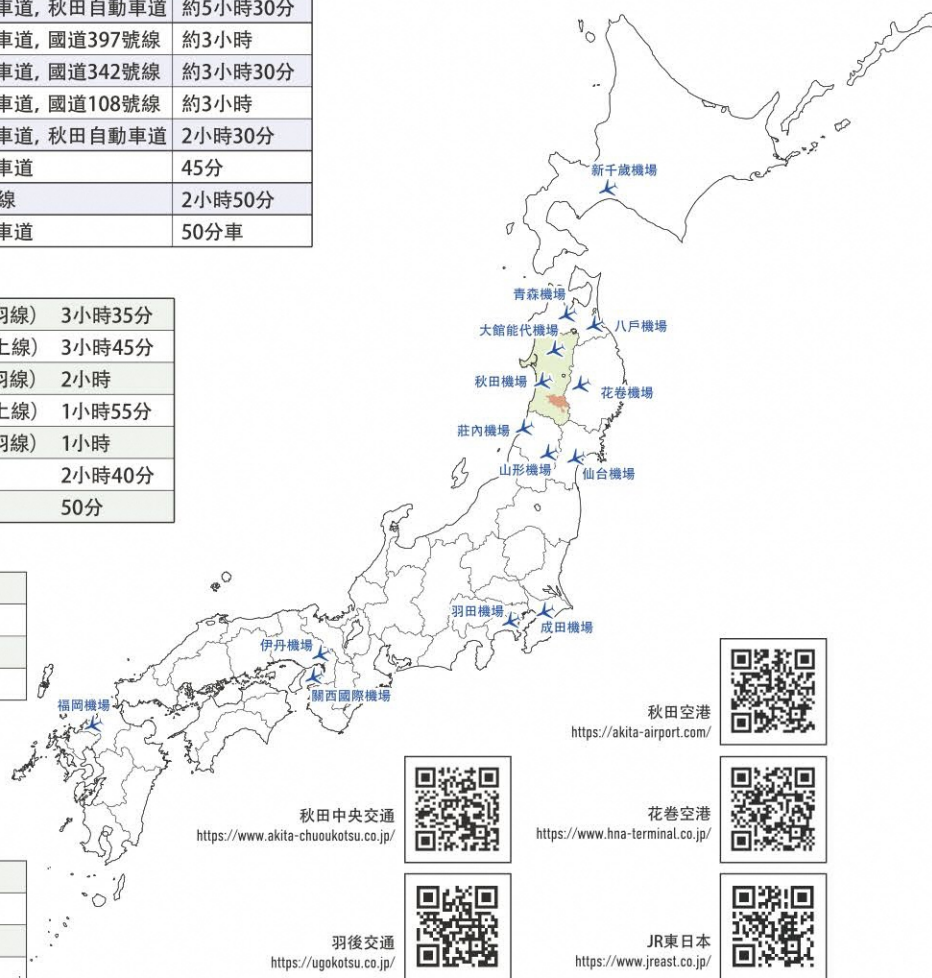 車道, 秋田自動車道 約5小時30分
車道, 國道397號線 約3小時
車道, 國道342號線 約3小時30分
車道, 國道108號線 約3小時
車道, 秋田自動車道 2小時30分
車道 45分
線 2小時50分
車道 50分車
羽線） 3小時35分
上線） 3小時45分
羽線） 2小時
上線） 1小時55分
羽線） 1小時
2小時40分
50分
新千歲機場
青森機場
大館能代機場
八戶機場
秋田機場
花卷機場
莊內機場
山形機場
仙台機場
羽田機場
成田機場
伊丹機場
關西國際機場
福岡機場
秋田空港
https://akita-airport.com/
秋田中央交通
https://www.akita-chuoukotsu.co.jp/
花巻空港
https://www.hna-terminal.co.jp/
羽後交通
https://ugokotsu.co.jp/
JR東日本
https://www.jreast.co.jp/